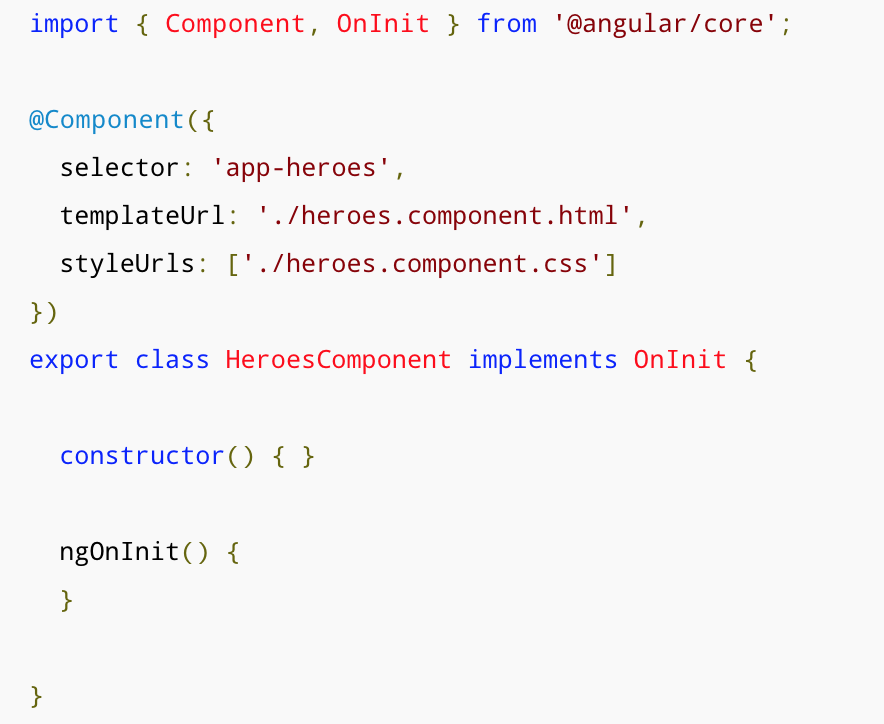 import { Component, OnInit } from '@angular/core';
@Component({
  selector: 'app-heroes',
  templateUrl: './heroes.component.html',
  styleUrls: ['./heroes.component.css']
})
export class HeroesComponent implements OnInit {
  constructor() { }
  ngOnInit() {
  }
}